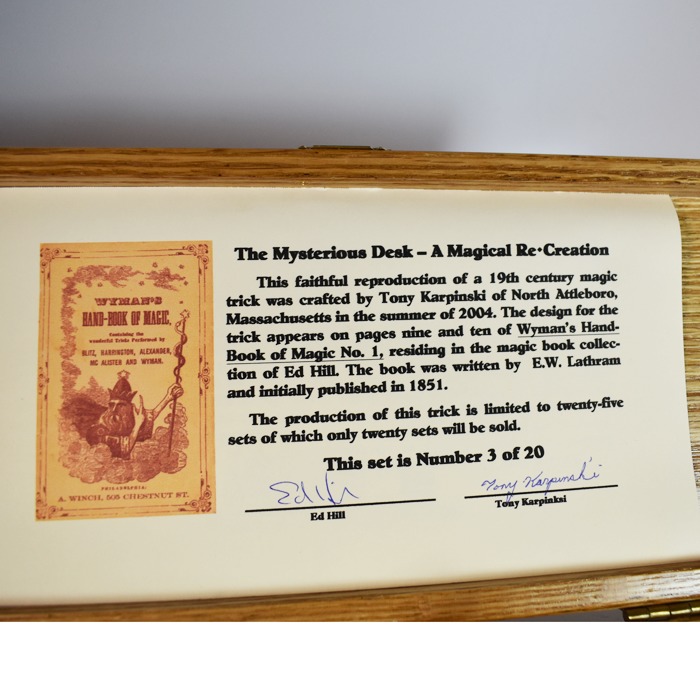 WYMAN'S
HAND-BOOK OF MAGIC.
Containing the
wonderful Tricks Performed by
BLITZ, HARRINGTON, ALEXANDER,
MC ALISTER AND WYMAN.
PHILADELPHIA:
A. WINCH, 505 CHESTNUT ST.
The Mysterious Desk – A Magical Re•Creation
This faithful reproduction of a 19th century magic
trick was crafted by Tony Karpinski of North Attleboro,
Massachusetts in the summer of 2004. The design for the
trick appears on pages nine and ten of Wyman's Hand-
Book of Magic No. 1, residing in the magic book collec-
tion of Ed Hill. The book was written by E.W. Lathram
and initially published in 1851.
The production of this trick is limited to twenty-five
sets of which only twenty sets will be sold.
This set is Number 3 of 20
Ed Hill
Tony Karpinski
Ed Hill
Tony Karpinksi